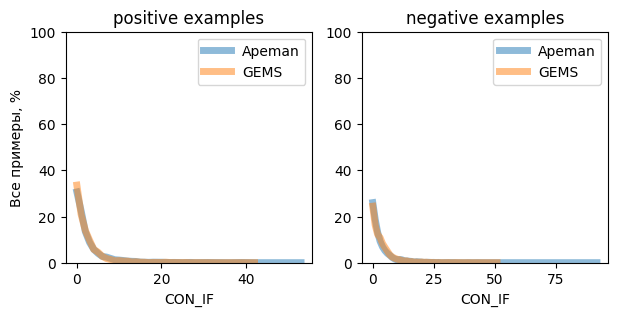 positive examples
negative examples
Все примеры, %
100
80
60
40
20
0
Apeman
GEMS
0
20
40
CON_IF
100
80
60
40
20
0
Apeman
GEMS
0
25
50
75
CON_IF